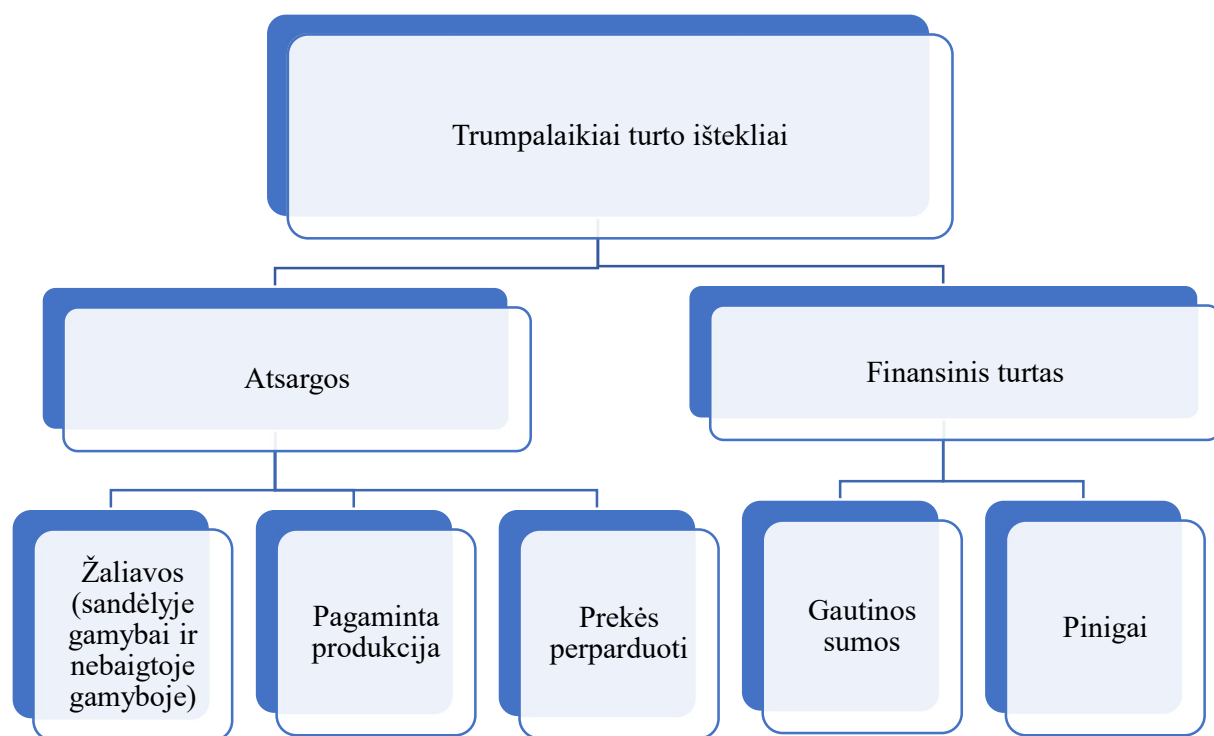 Trumpalaikiai turto ištekliai
Atsargos
Finansinis turtas
Žaliavos
(sandėlyje
gamybai ir
nebaigtoje
gamyboje)
Pagaminta
produkcija
Prekės
perparduoti
Gautinos
sumos
Pinigai